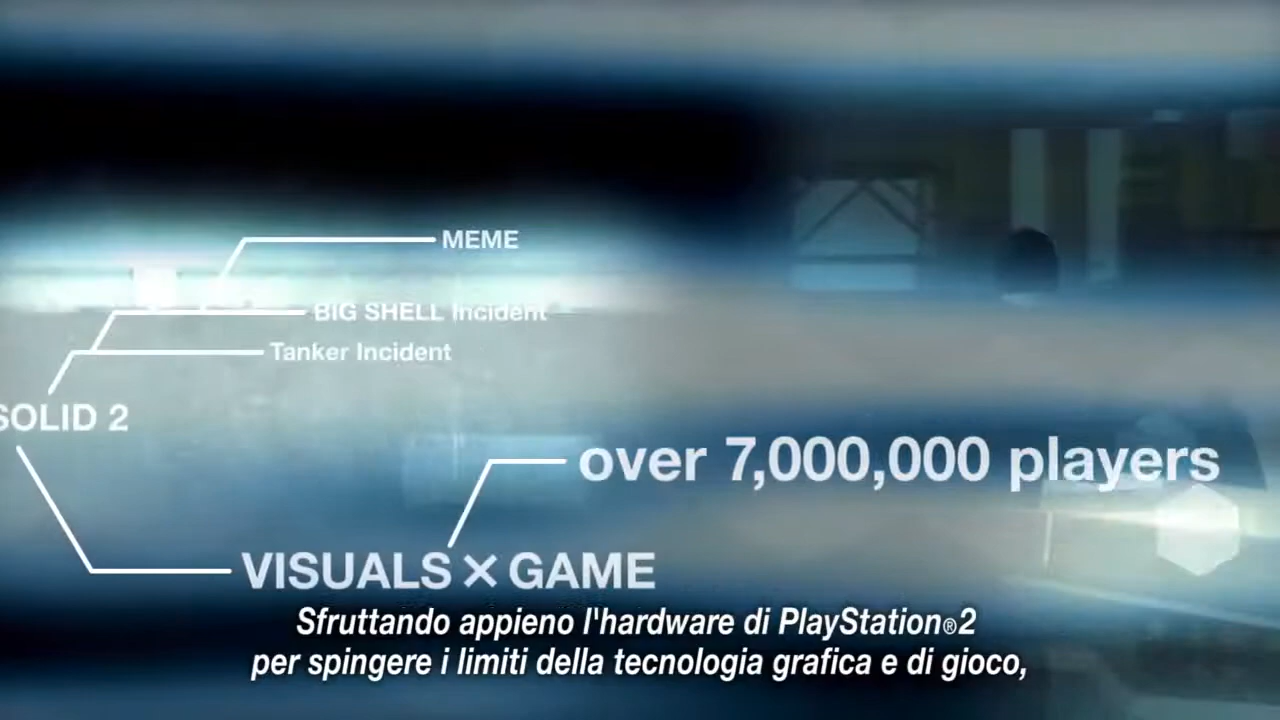 MEME
BIG SHELL Incident
Tanker Incident
SOLID 2
over 7,000,000 players
VISUALS × GAME
Sfruttando appieno l'hardware di PlayStation®2
per spingere i limiti della tecnologia grafica e di gioco,